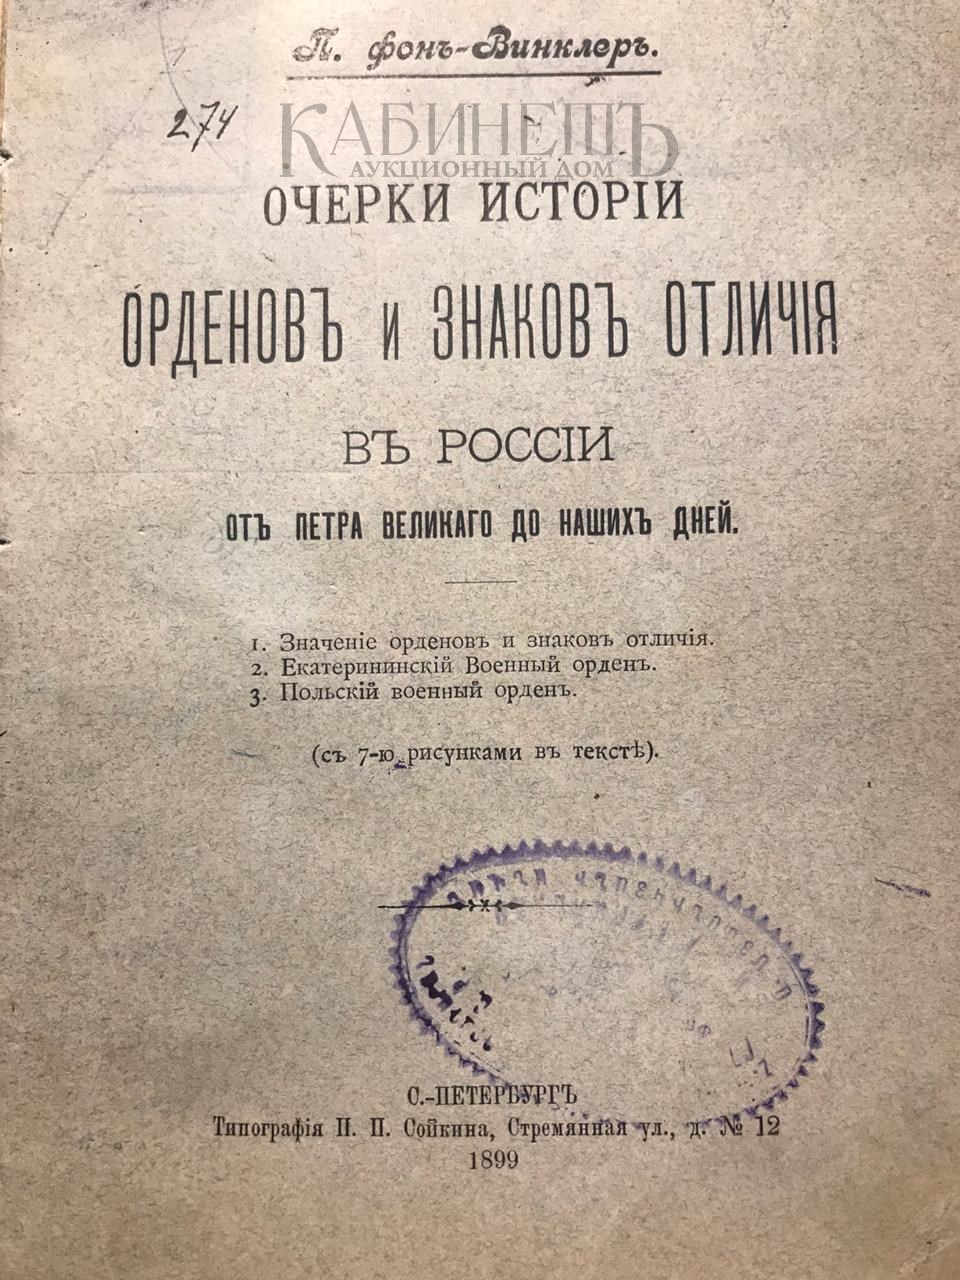 П. фонъ-Винклеръ.
274
КАБИНЕТЪ
АУКЦИОННЫЙ ДОМ
ОЧЕРКИ ИСТОРІИ
ОРДЕНОВЪ И ЗНАКОВЪ ОТЛИЧІЯ
ВЪ РОССІИ
ОТЪ ПЕТРА ВЕЛИКАГО ДО НАШИХЪ ДНЕЙ.
1. Значеніе орденовъ и знаковъ отличія.
2. Екатерининскій Военный орденъ.
3. Польскій военный орденъ.
(съ 7-ю рисунками въ текстѣ).
С.-ПЕТЕРБУРГЪ
Типографія П. П. Сойкина, Стремянная ул., д. № 12
1899